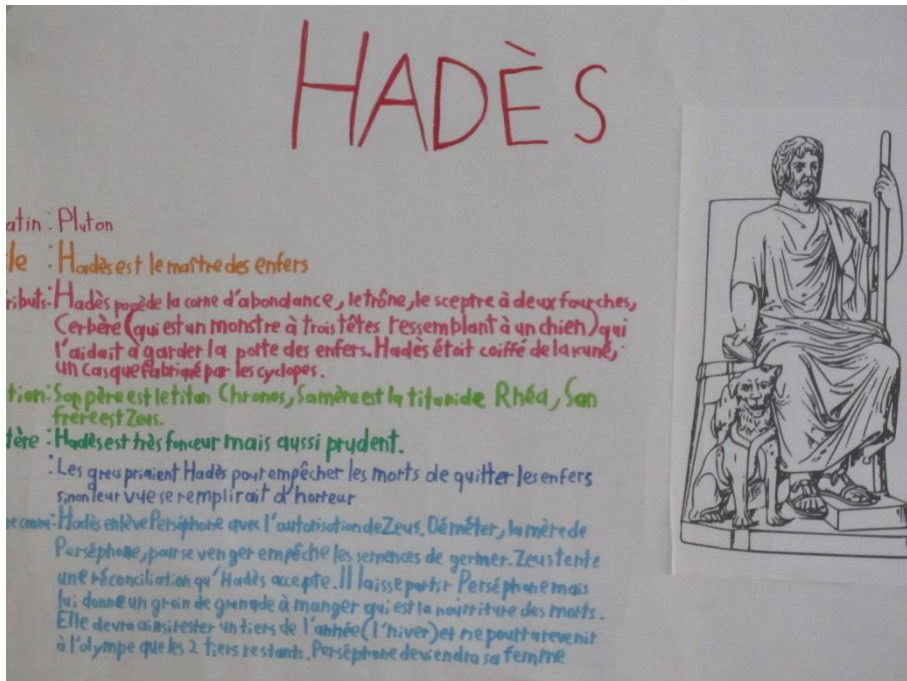 HADÈS
atin : Pluton
le : Hadès est le maître des enfers
ributs: Hadès possède la corne d'abondance, le trône, le sceptre à deux fourches,
Cerbère (qui est un monstre à trois têtes ressemblant à un chien) qui
l'aidait à garder la porte des enfers. Hadès était coiffé de la kuné,
un casque fabriqué par les cyclopes.
tion: Son père est le titan Chronos, Sa mère est la titanide Rhéa, Son
frère est Zeus.
tère : Hadès est très fonceur mais aussi prudent.
: Les grecs priaient Hadès pour empêcher les morts de quitter les enfers
sinon leur vue se remplirait d'horreur
Hadès enlève Perséphone avec l'autorisation de Zeus. Déméter, la mère de
Perséphone, pour se venger empêche les semences de germer. Zeus tente
une réconciliation qu'Hadès accepte. Il laisse partir Perséphone mais
lui donne un grain de grenade à manger qui est la nourriture des morts.
Elle devra ainsi rester un tiers de l'année (l'hiver) et ne pourra revenir
à l'olympe que les 2 tiers restants. Perséphone deviendra sa femme